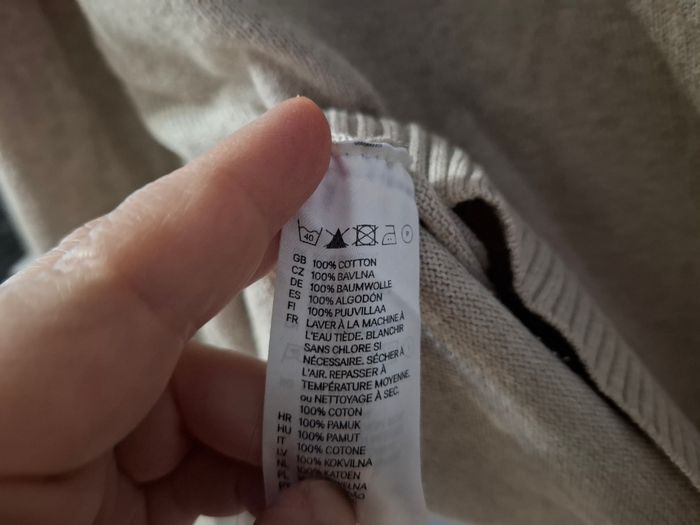 40 P
GB 100% COTTON
CZ 100% BAVLNA
DE 100% BAUMWOLLE
ES 100% ALGODÓN
FI 100% PUUVILLAA
FR LAVER À LA MACHINE À
L'EAU TIÈDE. BLANCHIR
SANS CHLORE SI
NÉCESSAIRE. SÉCHER À
L'AIR. REPASSER À
TEMPÉRATURE MOYENNE.
ou NETTOYAGE À SEC.
100% COTON
HR 100% PAMUK
HU 100% PAMUT
IT 100% COTONE
LV 100% KOKVILNA
NL 100% KATOEN
PL